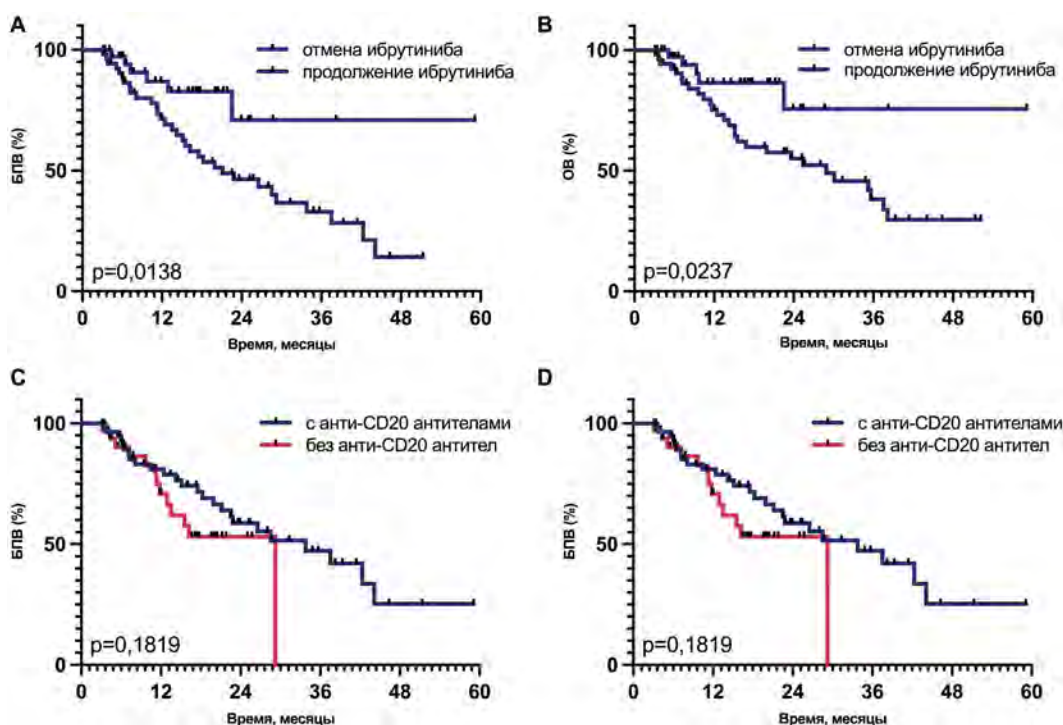 A
100
50
0
БПВ (%)
отмена ибрутиниба
продолжение ибрутиниба
p=0,0138
0 12 24 36 48 60
Время, месяцы
B
100
50
0
ОВ (%)
отмена ибрутиниба
продолжение ибрутиниба
p=0,0237
0 12 24 36 48 60
Время, месяцы
C
100
50
0
БПВ (%)
с анти-CD20 антителами
без анти-CD20 антител
p=0,1819
0 12 24 36 48 60
Время, месяцы
D
100
50
0
БПВ (%)
с анти-CD20 антителами
без анти-CD20 антител
p=0,1819
0 12 24 36 48 60
Время, месяцы